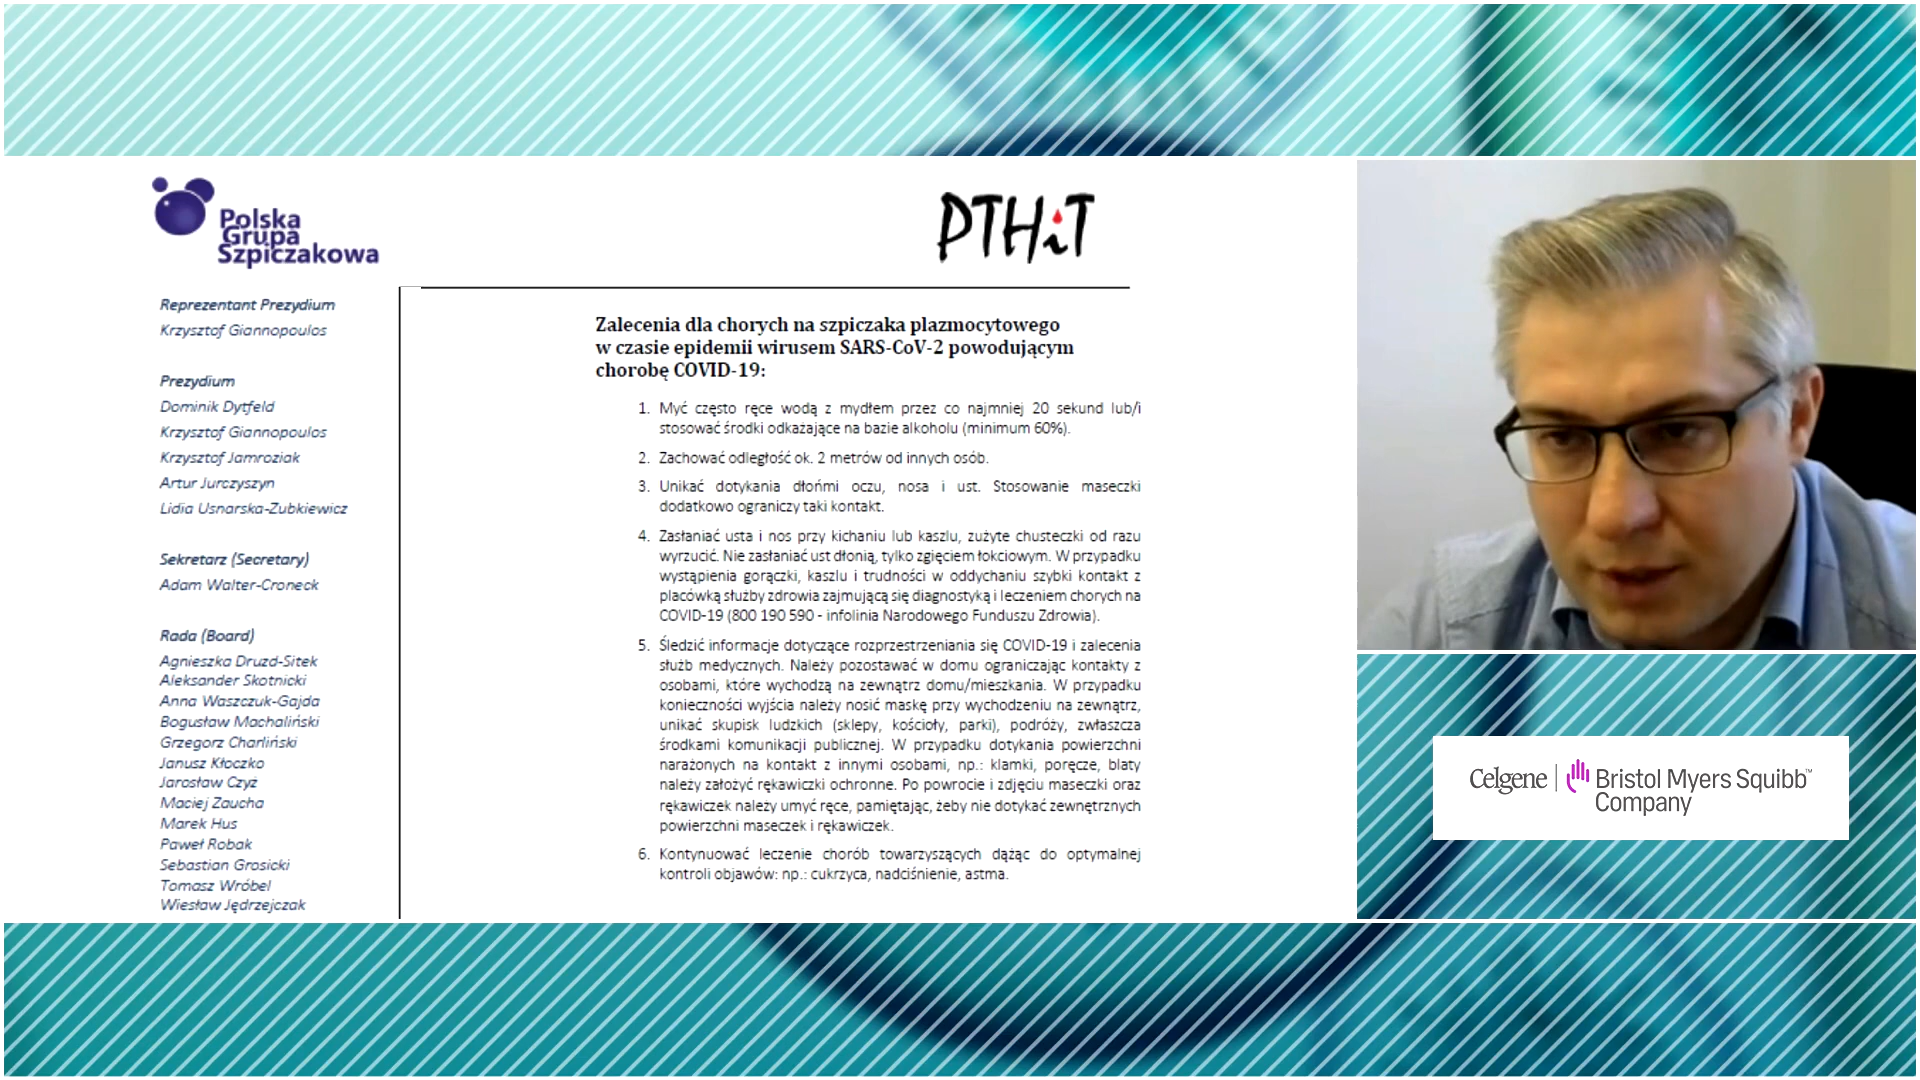 Polska
Grupa
Szpiczakowa
PTHiT
Reprezentant Prezydium
Krzysztof Giannopoulos
Prezydium
Dominik Dytfeld
Krzysztof Giannopoulos
Krzysztof Jamroziak
Artur Jurczyszyn
Lidia Usnarska-Zubkiewicz
Sekretarz (Secretary)
Adam Walter-Croneck
Rada (Board)
Agnieszka Druzd-Sitek
Aleksander Skotnicki
Anna Waszczuk-Gajda
Bogusław Machaliński
Grzegorz Charliński
Janusz Kłoczko
Jarosław Czyż
Maciej Zaucha
Marek Hus
Paweł Robak
Sebastian Grosicki
Tomasz Wróbel
Wiesław Jędrzejczak
Zalecenia dla chorych na szpiczaka plazmocytowego
w czasie epidemii wirusem SARS-CoV-2 powodującym
chorobę COVID-19:
1. Myć często ręce wodą z mydłem przez co najmniej 20 sekund lub/i
stosować środki odkażające na bazie alkoholu (minimum 60%).
2. Zachować odległość ok. 2 metrów od innych osób.
3. Unikać dotykania dłońmi oczu, nosa i ust. Stosowanie maseczki
dodatkowo ograniczy taki kontakt.
4. Zasłaniać usta i nos przy kichaniu lub kaszlu, zużyte chusteczki od razu
wyrzucić. Nie zasłaniać ust dłonią, tylko zgięciem łokciowym. W przypadku
wystąpienia gorączki, kaszlu i trudności w oddychaniu szybki kontakt z
placówką służby zdrowia zajmującą się diagnostyką i leczeniem chorych na
COVID-19 (800 190 590 - infolinia Narodowego Funduszu Zdrowia).
5. Śledzić informacje dotyczące rozprzestrzeniania się COVID-19 i zalecenia
służb medycznych. Należy pozostawać w domu ograniczając kontakty z
osobami, które wychodzą na zewnątrz domu/mieszkania. W przypadku
konieczności wyjścia należy nosić maskę przy wychodzeniu na zewnątrz,
unikać skupisk ludzkich (sklepy, kościoły, parki), podróży, zwłaszcza
środkami komunikacji publicznej. W przypadku dotykania powierzchni
narażonych na kontakt z innymi osobami, np.: klamki, poręcze, blaty
należy założyć rękawiczki ochronne. Po powrocie i zdjęciu maseczki oraz
rękawiczek należy umyć ręce, pamiętając, żeby nie dotykać zewnętrznych
powierzchni maseczek i rękawiczek.
6. Kontynuować leczenie chorób towarzyszących dążąc do optymalnej
kontroli objawów: np.: cukrzyca, nadciśnienie, astma.
Celgene | Bristol Myers Squibb™
Company